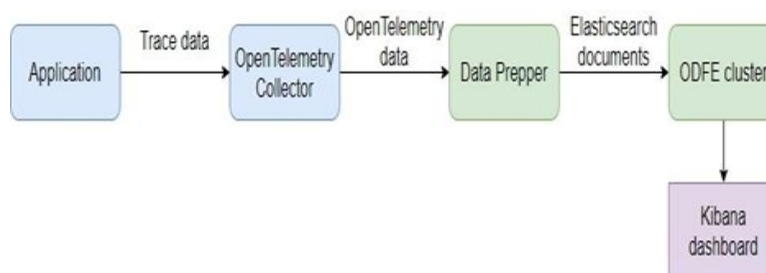 Trace data
OpenTelemetry
data
Elasticsearch
documents
Application
OpenTelemetry
Collector
Data Prepper
ODFE cluster
Kibana
dashboard